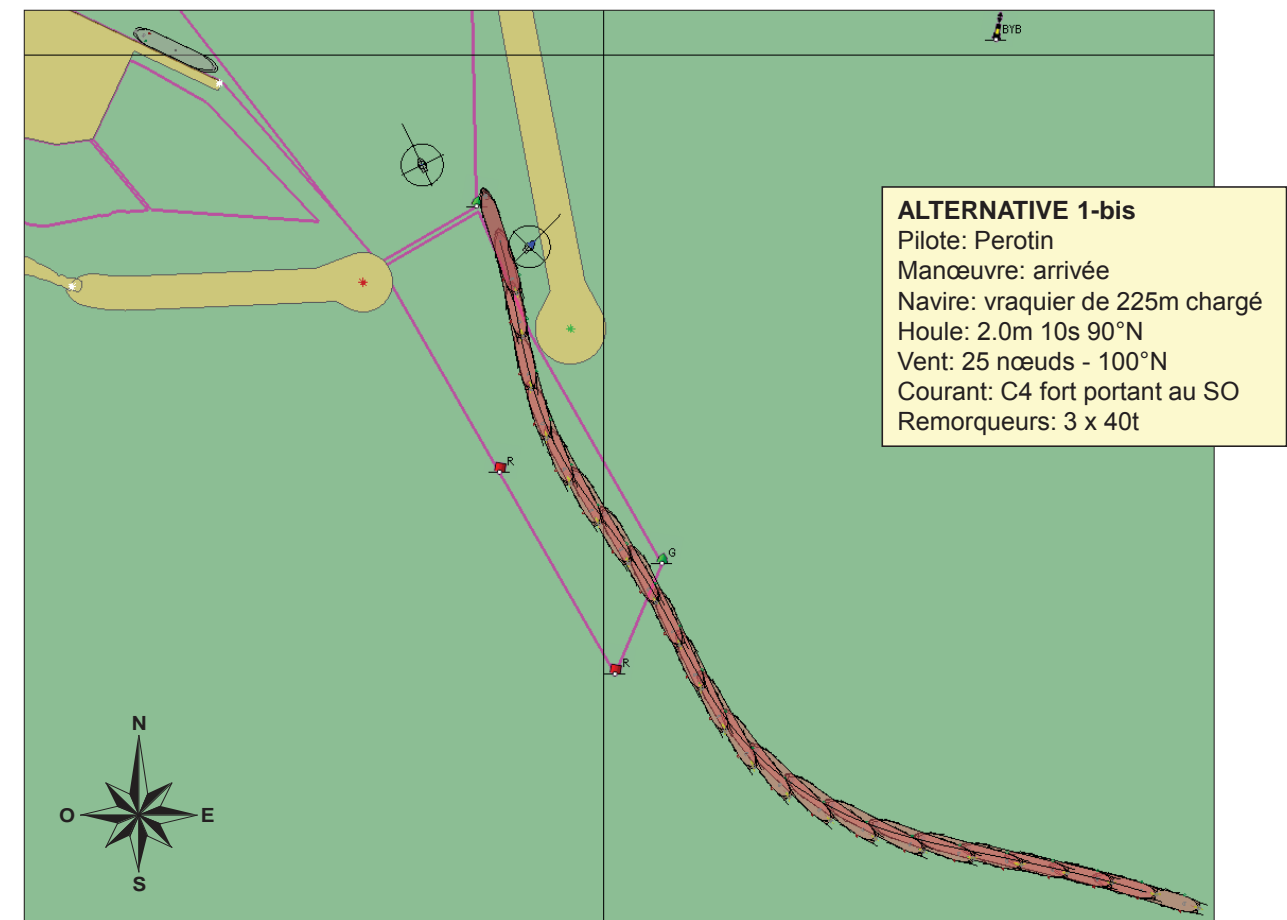 BYB
ALTERNATIVE 1-bis
Pilote: Perotin
Manœuvre: arrivée
Navire: vraquier de 225m chargé
Houle: 2.0m 10s 90°N
Vent: 25 nœuds - 100°N
Courant: C4 fort portant au SO
Remorqueurs: 3 x 40t
R
G
R
N
O
E
S